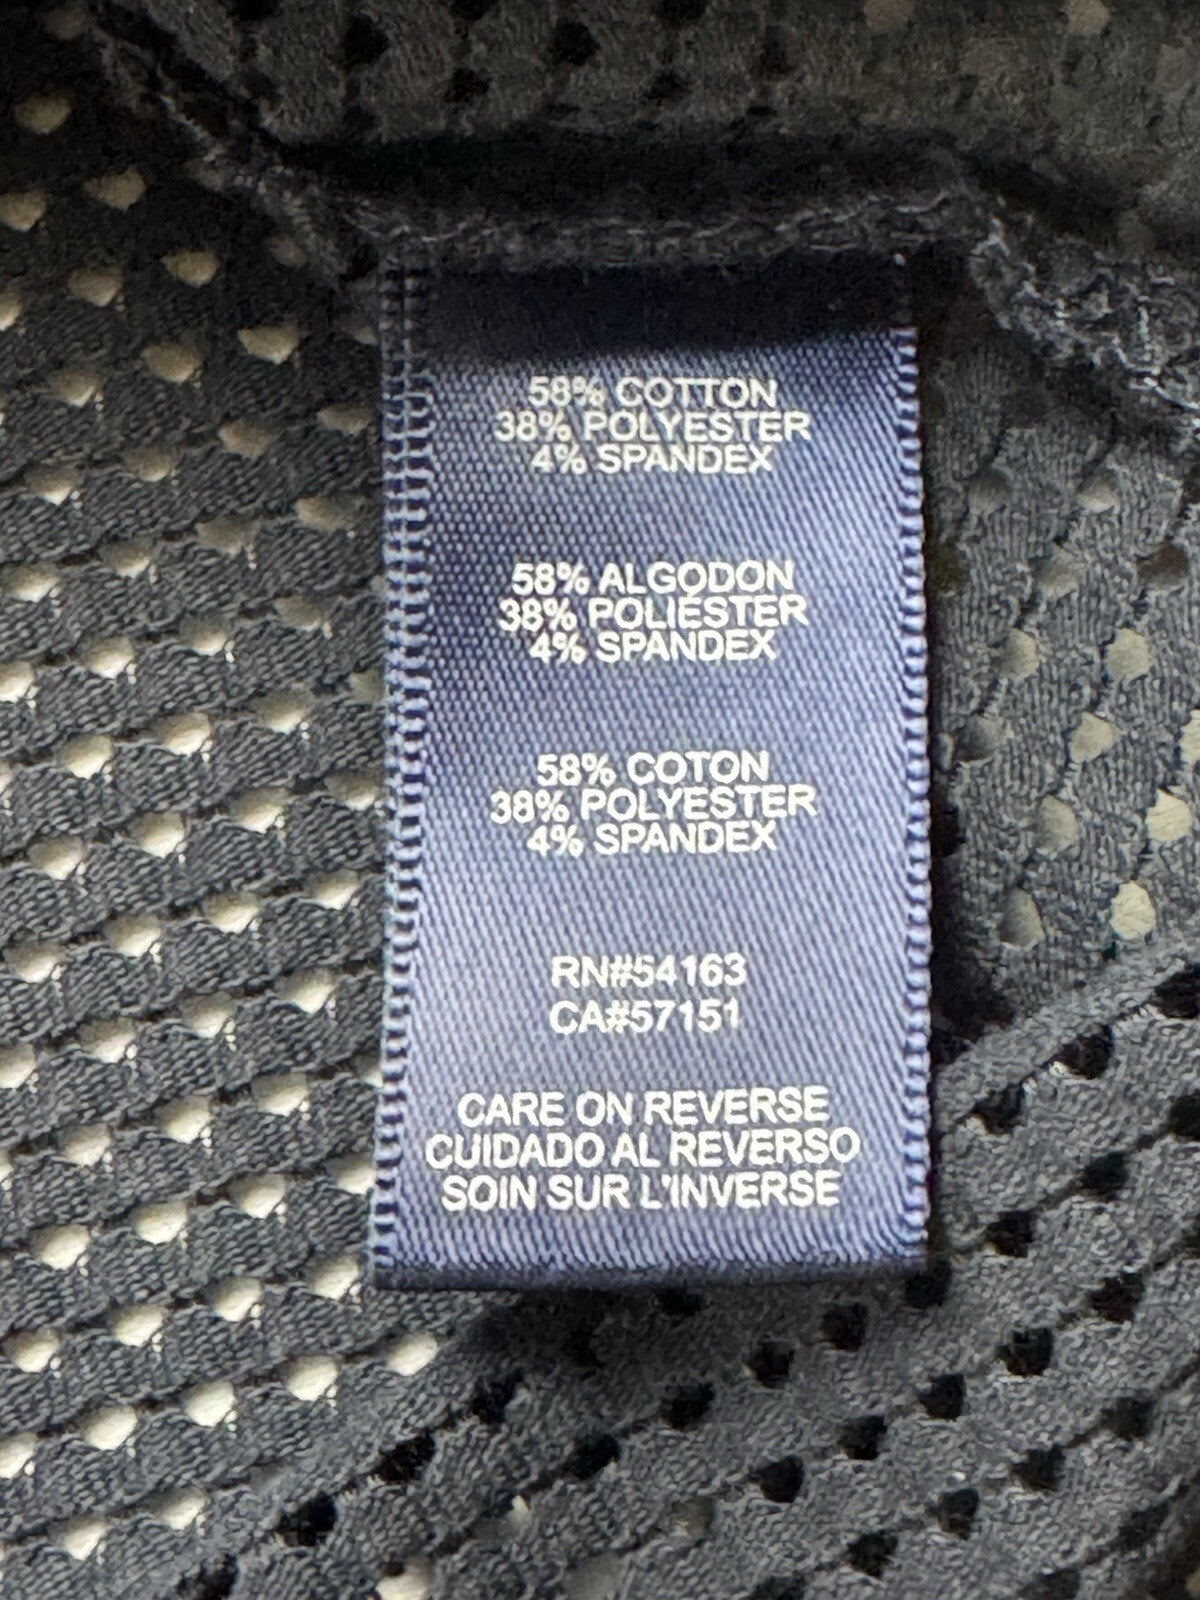 58% COTTON
38% POLYESTER
4% SPANDEX
58% ALGODON
38% POLIÉSTER
4% SPANDEX
58% COTON
38% POLYESTER
4% SPANDEX
RN#54163
CA#57151
CARE ON REVERSE
CUIDADO AL REVERSO
SOIN SUR L'INVERSE